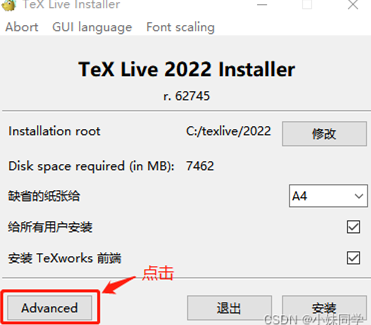 TeX Live Installer
Abort GUI language Font scaling
TeX Live 2022 Installer
r. 62745
Installation root C:/texlive/2022 修改
Disk space required (in MB): 7462
缺省的纸张给 A4
给所有用户安装
安装 TeXworks 前端
点击
Advanced 退出 安装
CSDN @小妹同学